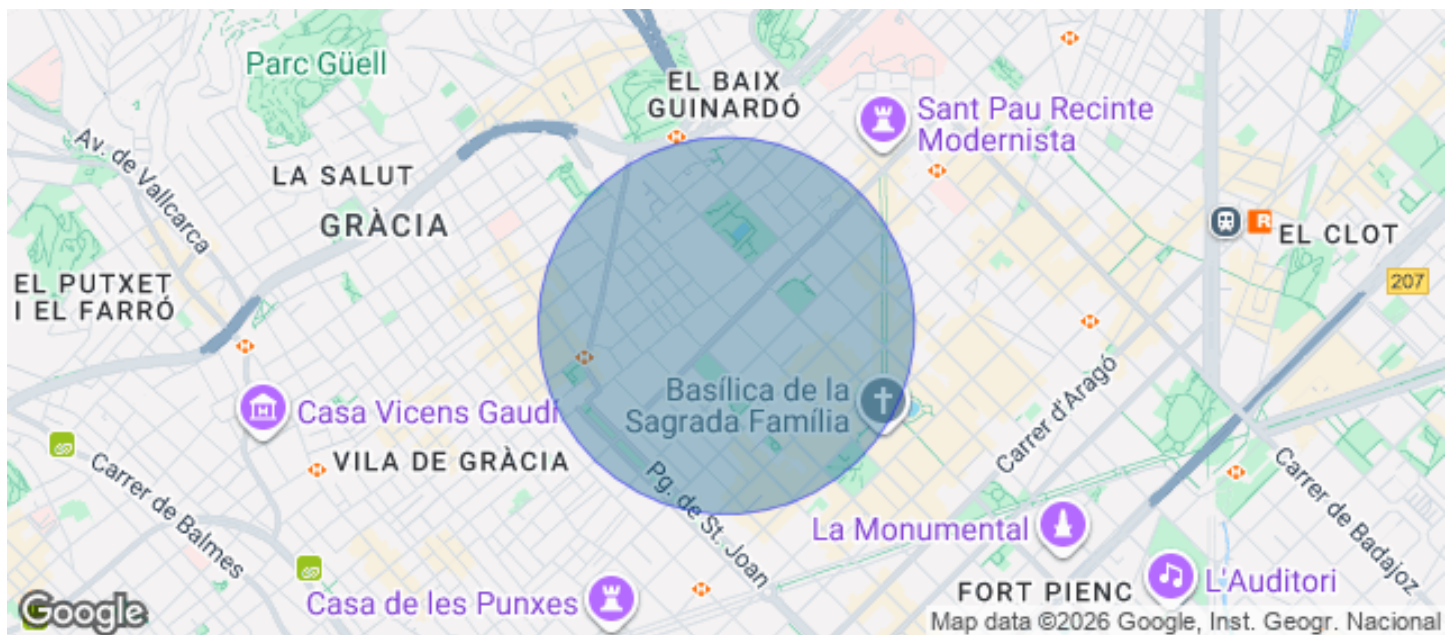 Parc Güell
EL BAIX
GUINARDÓ
Sant Pau Recinte
Modernista
Av. de Vallcarca
LA SALUT
GRÀCIA
EL CLOT
R
EL PUTXET
I EL FARRÓ
207
Casa Vicens Gaudí
Basílica de la
Sagrada Família
Carrer d'Aragó
VILA DE GRÀCIA
Carrer de Balmes
Pg. de St. Joan
La Monumental
Carrer de Badajoz
Casa de les Punxes
FORT PIENC
L'Auditori
Google
Map data ©2026 Google, Inst. Geogr. Nacional